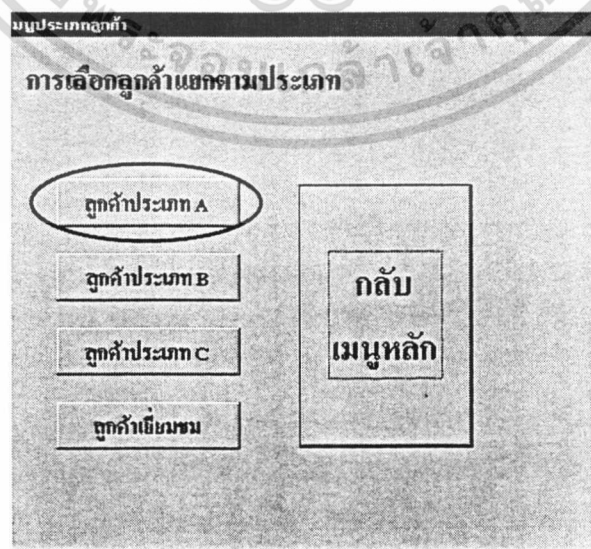 เมนูประเภทลูกค้า
การเลือกลูกค้าแยกตามประเภท
ลูกค้าประเภท A
ลูกค้าประเภท B
ลูกค้าประเภท C
ลูกค้าเยี่ยมชม
กลับ
เมนูหลัก